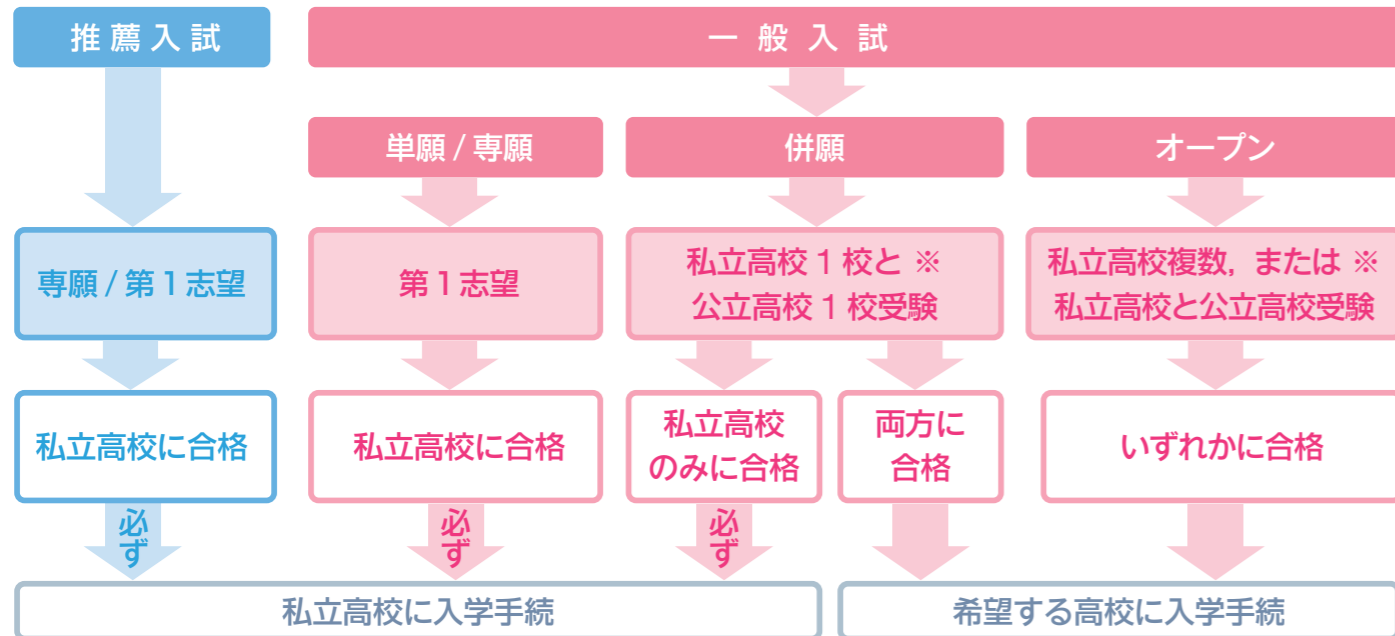 推薦入試
一般入試
単願 / 専願
併願
オープン
専願 / 第1志望
第1志望
私立高校1校と ※
公立高校1校受験
私立高校複数，または ※
私立高校と公立高校受験
私立高校に合格
私立高校に合格
私立高校
のみに合格
両方に
合格
いずれかに合格
必ず
必ず
必ず
私立高校に入学手続
希望する高校に入学手続